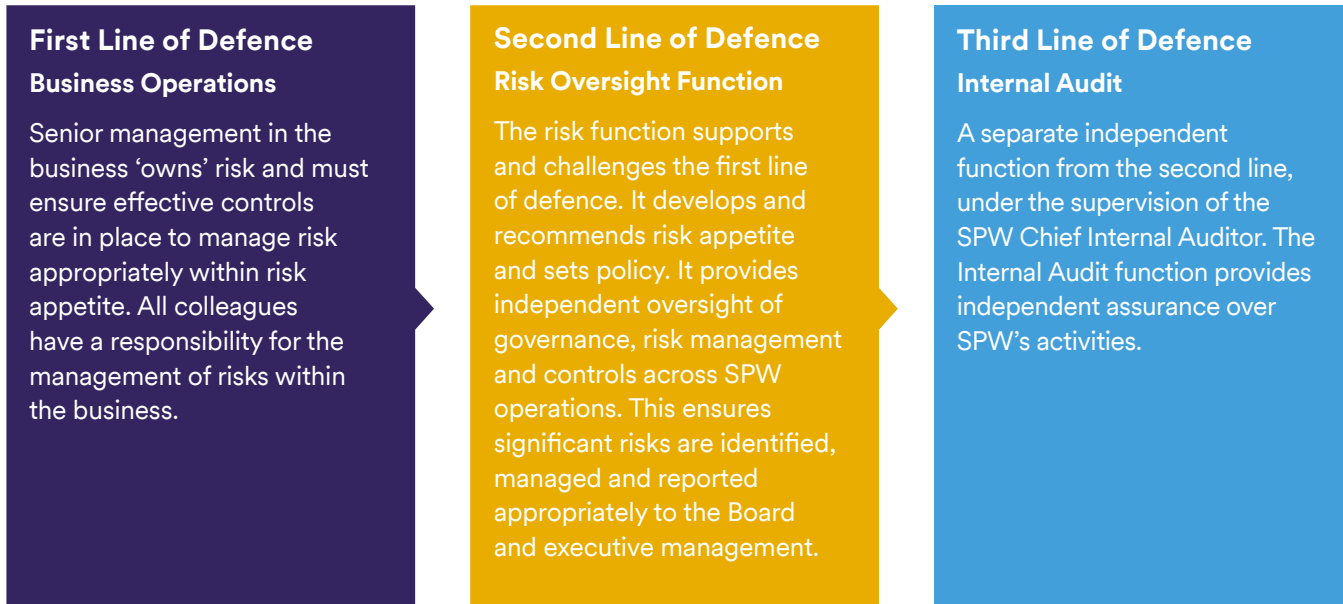 First Line of Defence
Business Operations
Senior management in the
business ‘owns’ risk and must
ensure effective controls
are in place to manage risk
appropriately within risk
appetite. All colleagues
have a responsibility for the
management of risks within
the business.
Second Line of Defence
Risk Oversight Function
The risk function supports
and challenges the first line
of defence. It develops and
recommends risk appetite
and sets policy. It provides
independent oversight of
governance, risk management
and controls across SPW
operations. This ensures
significant risks are identified,
managed and reported
appropriately to the Board
and executive management.
Third Line of Defence
Internal Audit
A separate independent
function from the second line,
under the supervision of the
SPW Chief Internal Auditor. The
Internal Audit function provides
independent assurance over
SPW’s activities.